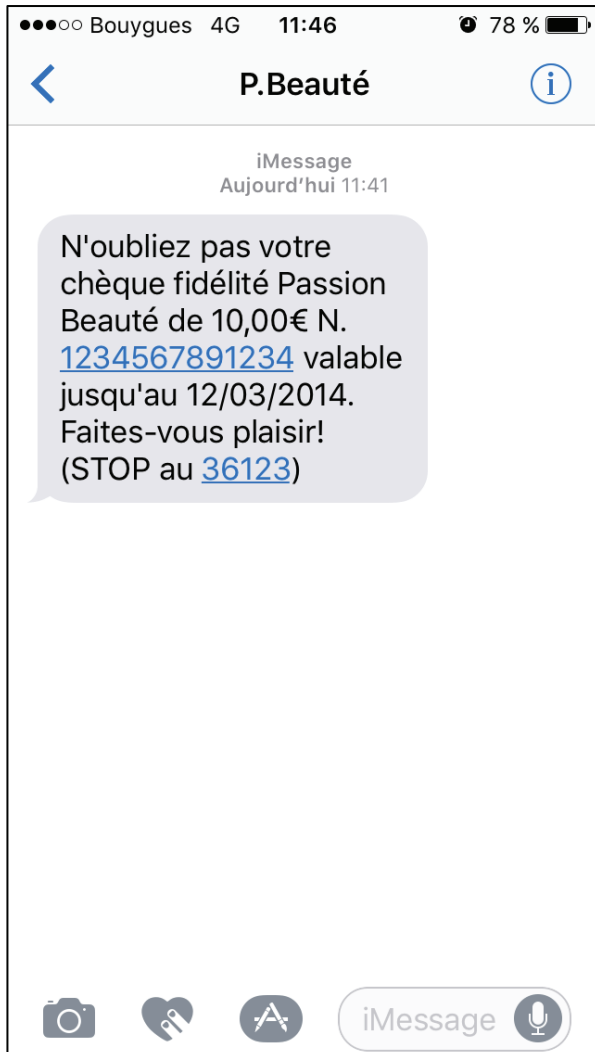 ●●●○○ Bouygues 4G 11:46 78 %
P.Beauté
iMessage
Aujourd'hui 11:41
N'oubliez pas votre
chèque fidélité Passion
Beauté de 10,00€ N.
1234567891234 valable
jusqu'au 12/03/2014.
Faites-vous plaisir!
(STOP au 36123)
iMessage